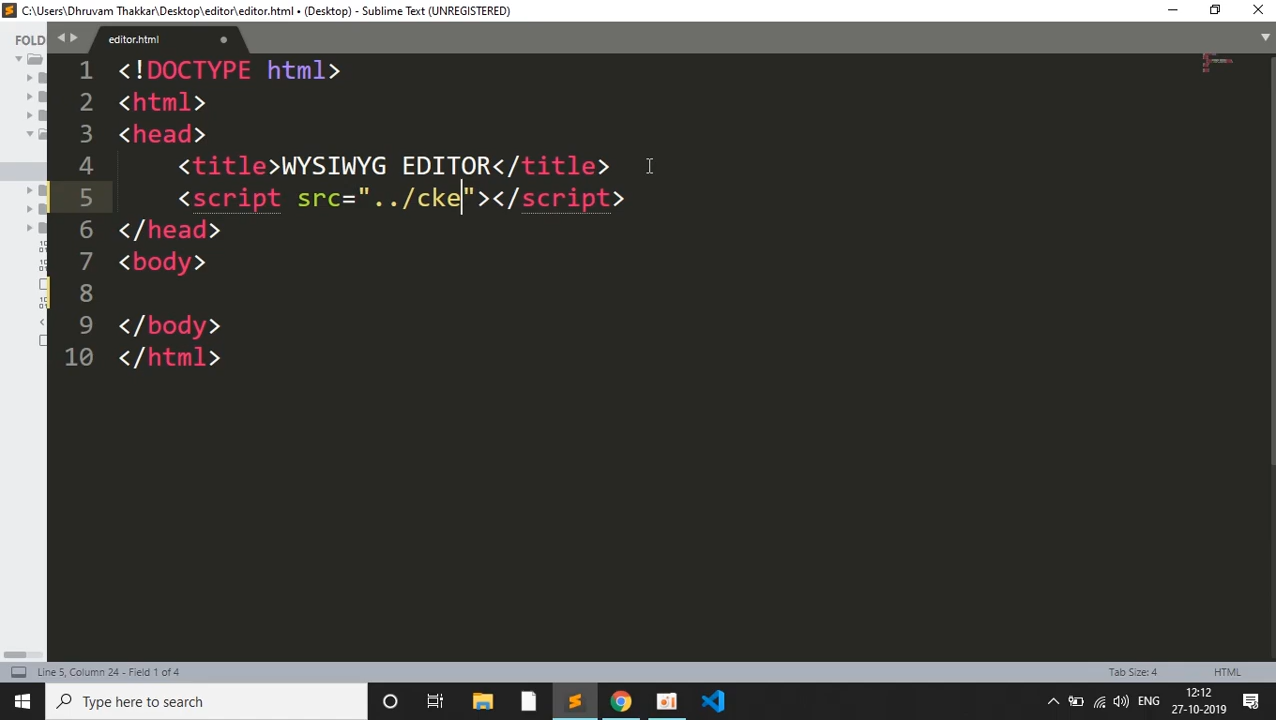 C:\Users\Dhruvam Thakkar\Desktop\editor\editor.html • (Desktop) - Sublime Text (UNREGISTERED)
FOLD
editor.html
1 <!DOCTYPE html>
2 <html>
3 <head>
4 <title>WYSIWYG EDITOR</title>
5 <script src="../cke"></script>
6 </head>
7 <body>
8
9 </body>
10 </html>
Line 5, Column 24 - Field 1 of 4
Tab Size: 4
HTML
Type here to search
ENG
12:12
27-10-2019